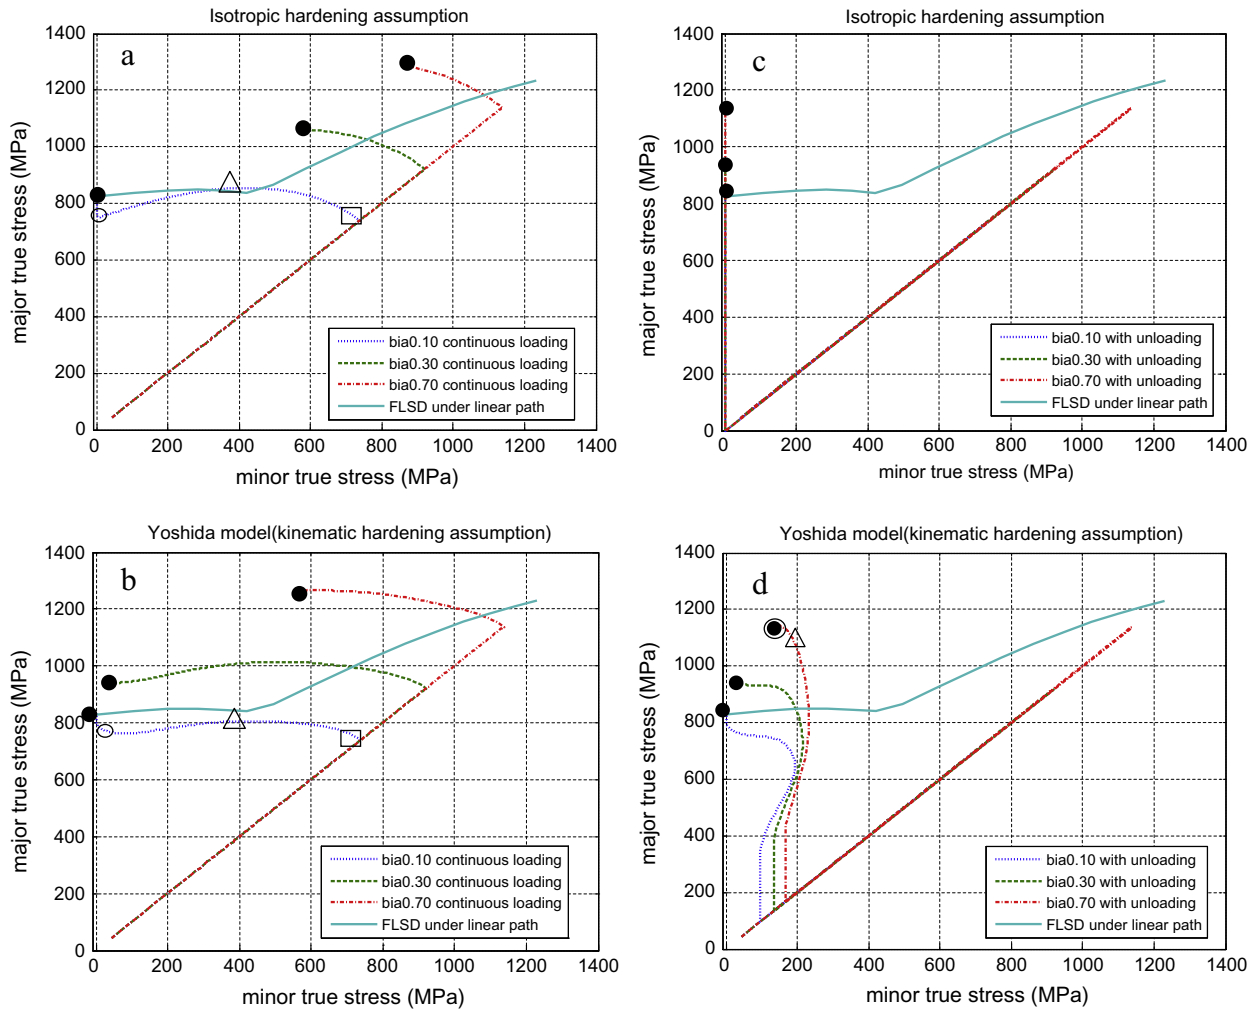 Isotropic hardening assumption
a
major true stress (MPa)
1400
1200
1000
800
600
400
200
0
0 200 400 600 800 1000 1200 1400
minor true stress (MPa)
bia0.10 continuous loading
bia0.30 continuous loading
bia0.70 continuous loading
FLSD under linear path
Isotropic hardening assumption
c
major true stress (MPa)
1400
1200
1000
800
600
400
200
0
0 200 400 600 800 1000 1200 1400
minor true stress (MPa)
bia0.10 with unloading
bia0.30 with unloading
bia0.70 with unloading
FLSD under linear path
Yoshida model(kinematic hardening assumption)
b
major true stress (MPa)
1400
1200
1000
800
600
400
200
0
0 200 400 600 800 1000 1200 1400
minor true stress (MPa)
bia0.10 continuous loading
bia0.30 continuous loading
bia0.70 continuous loading
FLSD under linear path
Yoshida model(kinematic hardening assumption)
d
major true stress (MPa)
1400
1200
1000
800
600
400
200
0
0 200 400 600 800 1000 1200 1400
minor true stress (MPa)
bia0.10 with unloading
bia0.30 with unloading
bia0.70 with unloading
FLSD under linear path